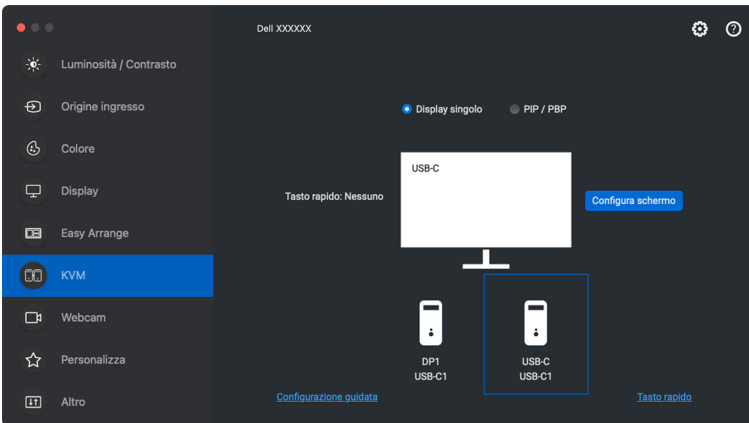 Dell XXXXXX
Luminosità / Contrasto
Origine ingresso
Colore
Display
Easy Arrange
KVM
Webcam
Personalizza
Altro
Display singolo
PIP / PBP
USB-C
Tasto rapido: Nessuno
Configura schermo
DP1
USB-C1
USB-C
USB-C1
Configurazione guidata
Tasto rapido